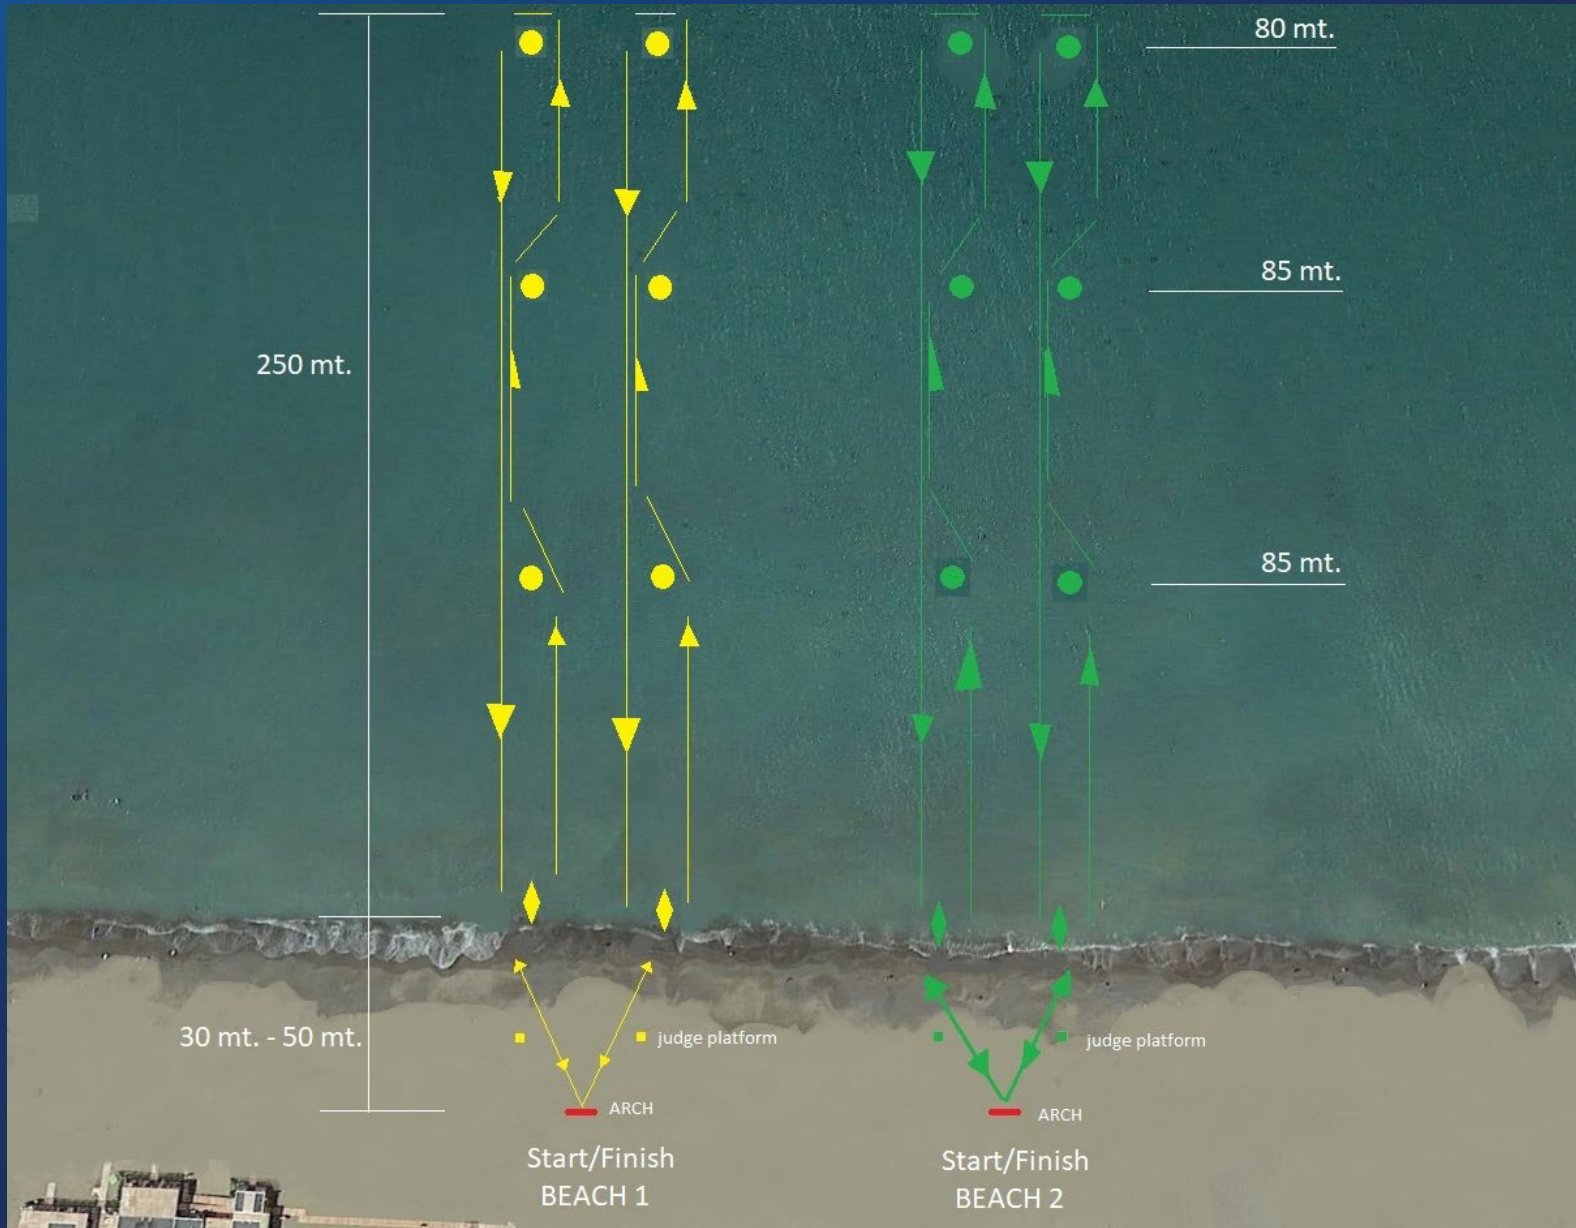 80 mt.
85 mt.
250 mt.
85 mt.
30 mt. - 50 mt.
judge platform
judge platform
ARCH
ARCH
Start/Finish
BEACH 1
Start/Finish
BEACH 2